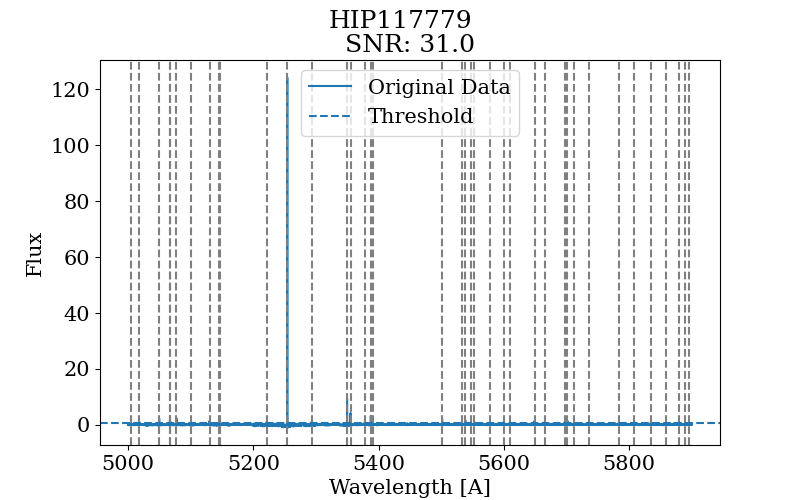 HIP117779
SNR: 31.0
Original Data
Threshold
120
100
80
60
40
20
0
Flux
5000 5200 5400 5600 5800
Wavelength [A]